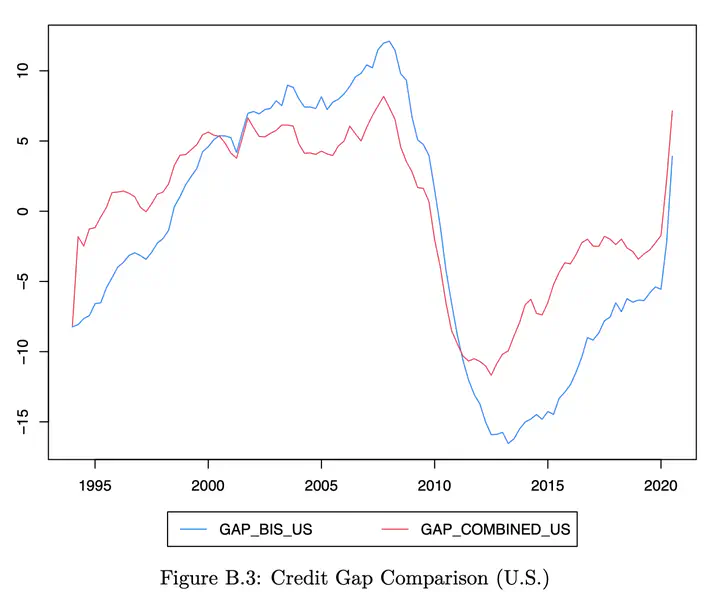 10
5
0
−5
−10
−15
1995 2000 2005 2010 2015 2020
GAP_BIS_US GAP_COMBINED_US
Figure B.3: Credit Gap Comparison (U.S.)